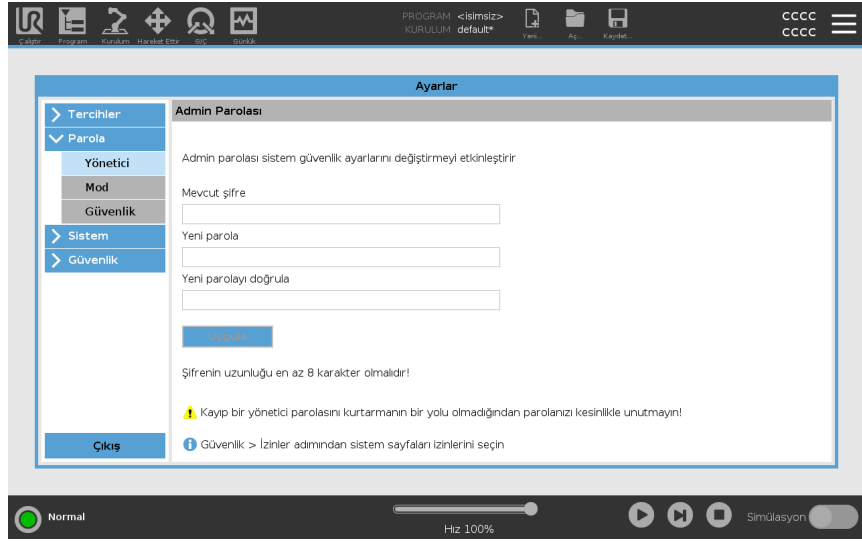 UR
PROGRAM <isimsiz>
KURULUM default*
Çalıştır Program Kurulum Hareket Ettir G/Ç Günlük
Yeni... Aç... Kaydet...
cccc
cccc
Ayarlar
Tercihler
Parola
Yönetici
Mod
Güvenlik
Sistem
Güvenlik
Çıkış
Admin Parolası
Admin parolası sistem güvenlik ayarlarını değiştirmeyi etkinleştirir
Mevcut şifre
Yeni parola
Yeni parolayı doğrula
Uygula
Şifrenin uzunluğu en az 8 karakter olmalıdır!
Kayıp bir yönetici parolasını kurtarmanın bir yolu olmadığından parolanızı kesinlikle unutmayın!
Güvenlik > İzinler adımından sistem sayfaları izinlerini seçin
Normal
Hız 100%
Simülasyon